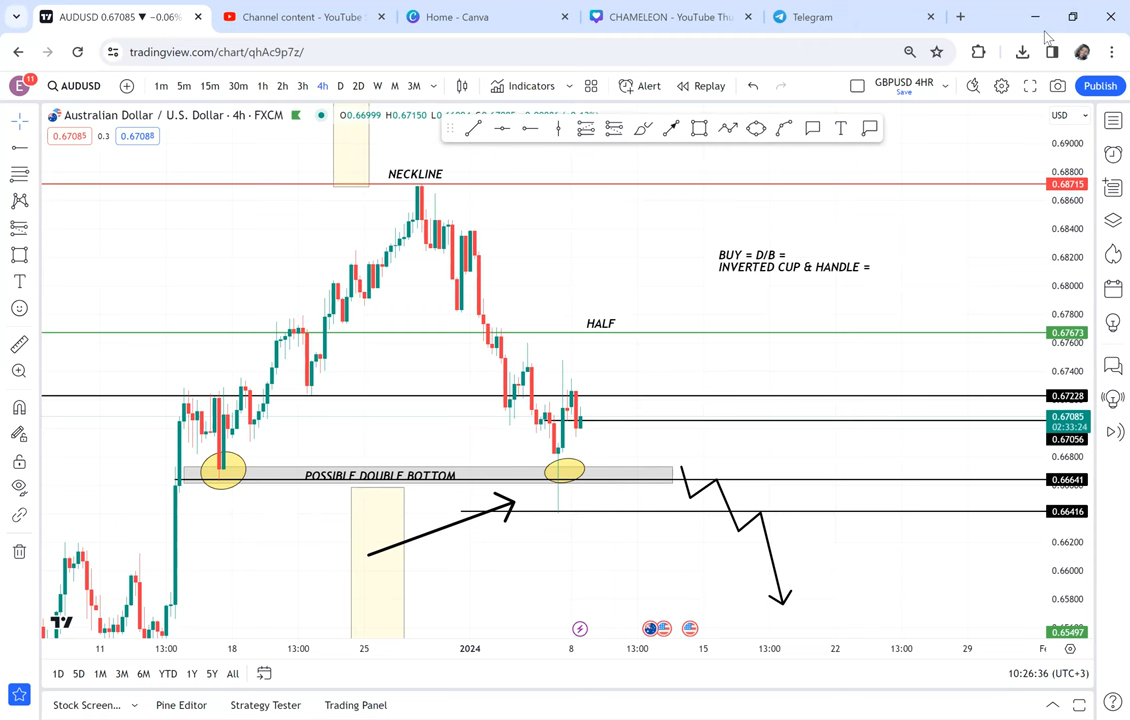 AUDUSD 0.67085 ▼ −0.06%
Channel content - YouTube
Home - Canva
CHAMELEON - YouTube Thu
Telegram
tradingview.com/chart/qhAc9p7z/
E
11
AUDUSD
1m 5m 15m 30m 1h 2h 3h 4h D 2D W M 3M
Indicators
Alert
Replay
GBPUSD 4HR
Save
Publish
Australian Dollar / U.S. Dollar · 4h · FXCM
O0.66999 H0.67150
0.67085
0.3
0.67088
USD
0.69000
0.68800
0.68715
0.68600
0.68400
0.68200
0.68000
0.67800
0.67673
0.67600
0.67400
0.67228
0.67085
02:33:24
0.67056
0.66800
0.66641
0.66416
0.66200
0.66000
0.65800
0.65497
NECKLINE
BUY = D/B =
INVERTED CUP & HANDLE =
HALF
POSSIBLE DOUBLE BOTTOM
11 13:00 18 13:00 25 13:00 2024 8 13:00 15 13:00 22 13:00 29
1D 5D 1M 3M 6M YTD 1Y 5Y All
10:26:36 (UTC+3)
Stock Screen...
Pine Editor
Strategy Tester
Trading Panel